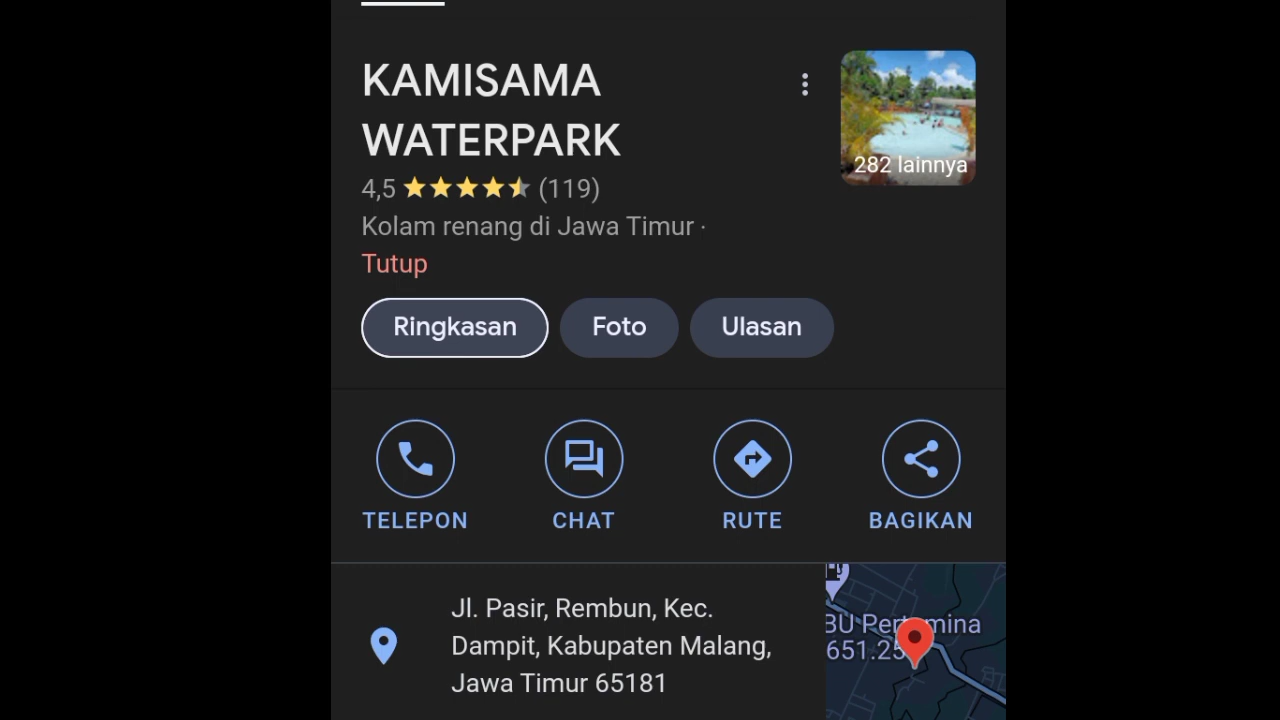 KAMISAMA
WATERPARK
282 lainnya
4,5 (119)
Kolam renang di Jawa Timur ·
Tutup
Ringkasan
Foto
Ulasan
TELEPON
CHAT
RUTE
BAGIKAN
Jl. Pasir, Rembun, Kec.
Dampit, Kabupaten Malang,
Jawa Timur 65181